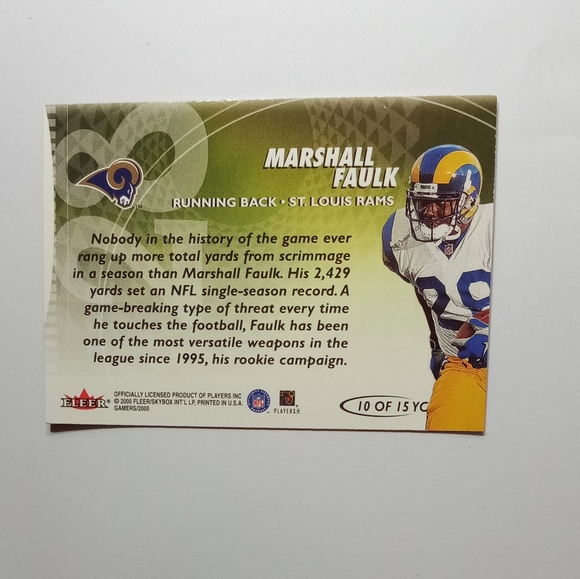 MARSHALL
FAULK
RUNNING BACK • ST. LOUIS RAMS
Nobody in the history of the game ever
rang up more total yards from scrimmage
in a season than Marshall Faulk. His 2,429
yards set an NFL single-season record. A
game-breaking type of threat every time
he touches the football, Faulk has been
one of the most versatile weapons in the
league since 1995, his rookie campaign.
28
FLEER®
OFFICIALLY LICENSED PRODUCT OF PLAYERS INC
© 2000 FLEER/SKYBOX INT'L LP, PRINTED IN U.S.A.
GAMERS/2000
NFL
PLAYERS
10 OF 15 YC